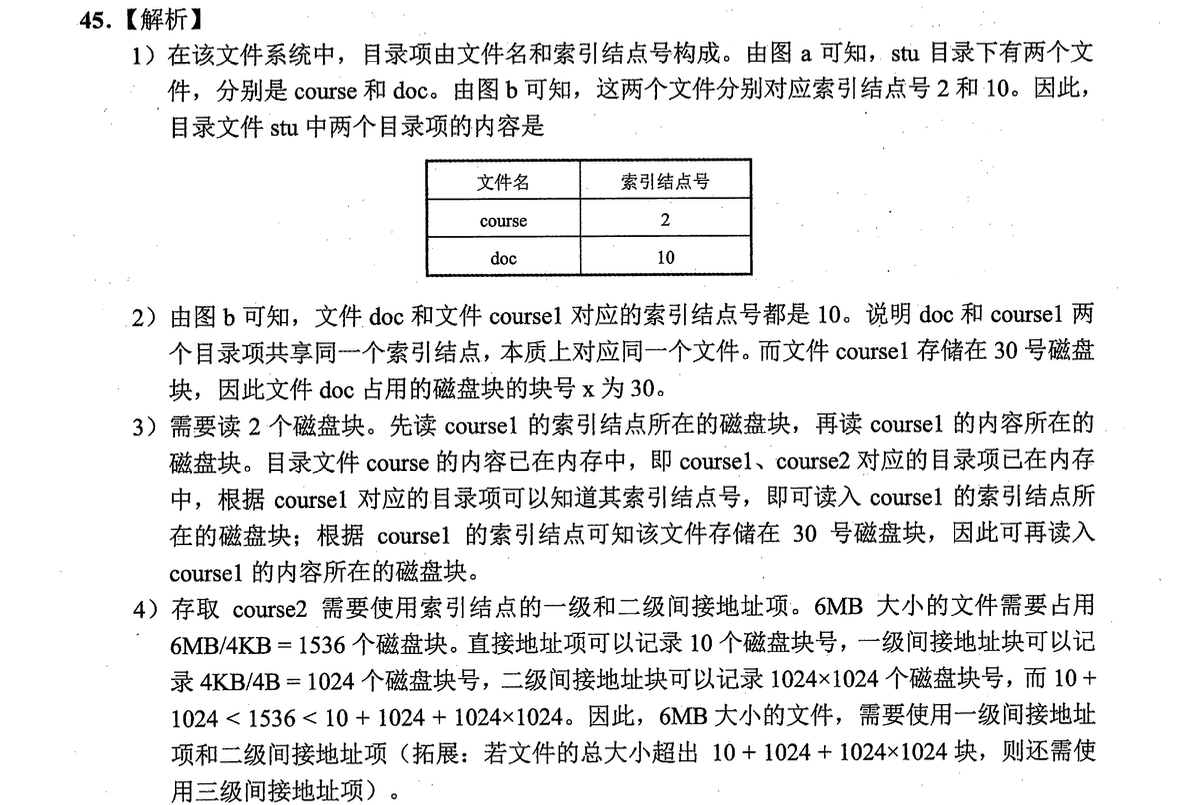 45.【解析】
1）在该文件系统中，目录项由文件名和索引结点号构成。由图 a 可知，stu 目录下有两个文
件，分别是 course 和 doc。由图 b 可知，这两个文件分别对应索引结点号 2 和 10。因此，
目录文件 stu 中两个目录项的内容是
文件名 索引结点号
course 2
doc 10
2）由图 b 可知，文件 doc 和文件 course1 对应的索引结点号都是 10。说明 doc 和 course1 两
个目录项共享同一个索引结点，本质上对应同一个文件。而文件 course1 存储在 30 号磁盘
块，因此文件 doc 占用的磁盘块的块号 x 为 30。
3）需要读 2 个磁盘块。先读 course1 的索引结点所在的磁盘块，再读 course1 的内容所在的
磁盘块。目录文件 course 的内容已在内存中，即 course1、course2 对应的目录项已在内存
中，根据 course1 对应的目录项可以知道其索引结点号，即可读入 course1 的索引结点所
在的磁盘块；根据 course1 的索引结点可知该文件存储在 30 号磁盘块，因此可再读入
course1 的内容所在的磁盘块。
4）存取 course2 需要使用索引结点的一级和二级间接地址项。6MB 大小的文件需要占用
6MB/4KB = 1536 个磁盘块。直接地址项可以记录 10 个磁盘块号，一级间接地址块可以记
录 4KB/4B = 1024 个磁盘块号，二级间接地址块可以记录 1024×1024 个磁盘块号，而 10 +
1024 < 1536 < 10 + 1024 + 1024×1024。因此，6MB 大小的文件，需要使用一级间接地址
项和二级间接地址项（拓展：若文件的总大小超出 10 + 1024 + 1024×1024 块，则还需使
用三级间接地址项）。